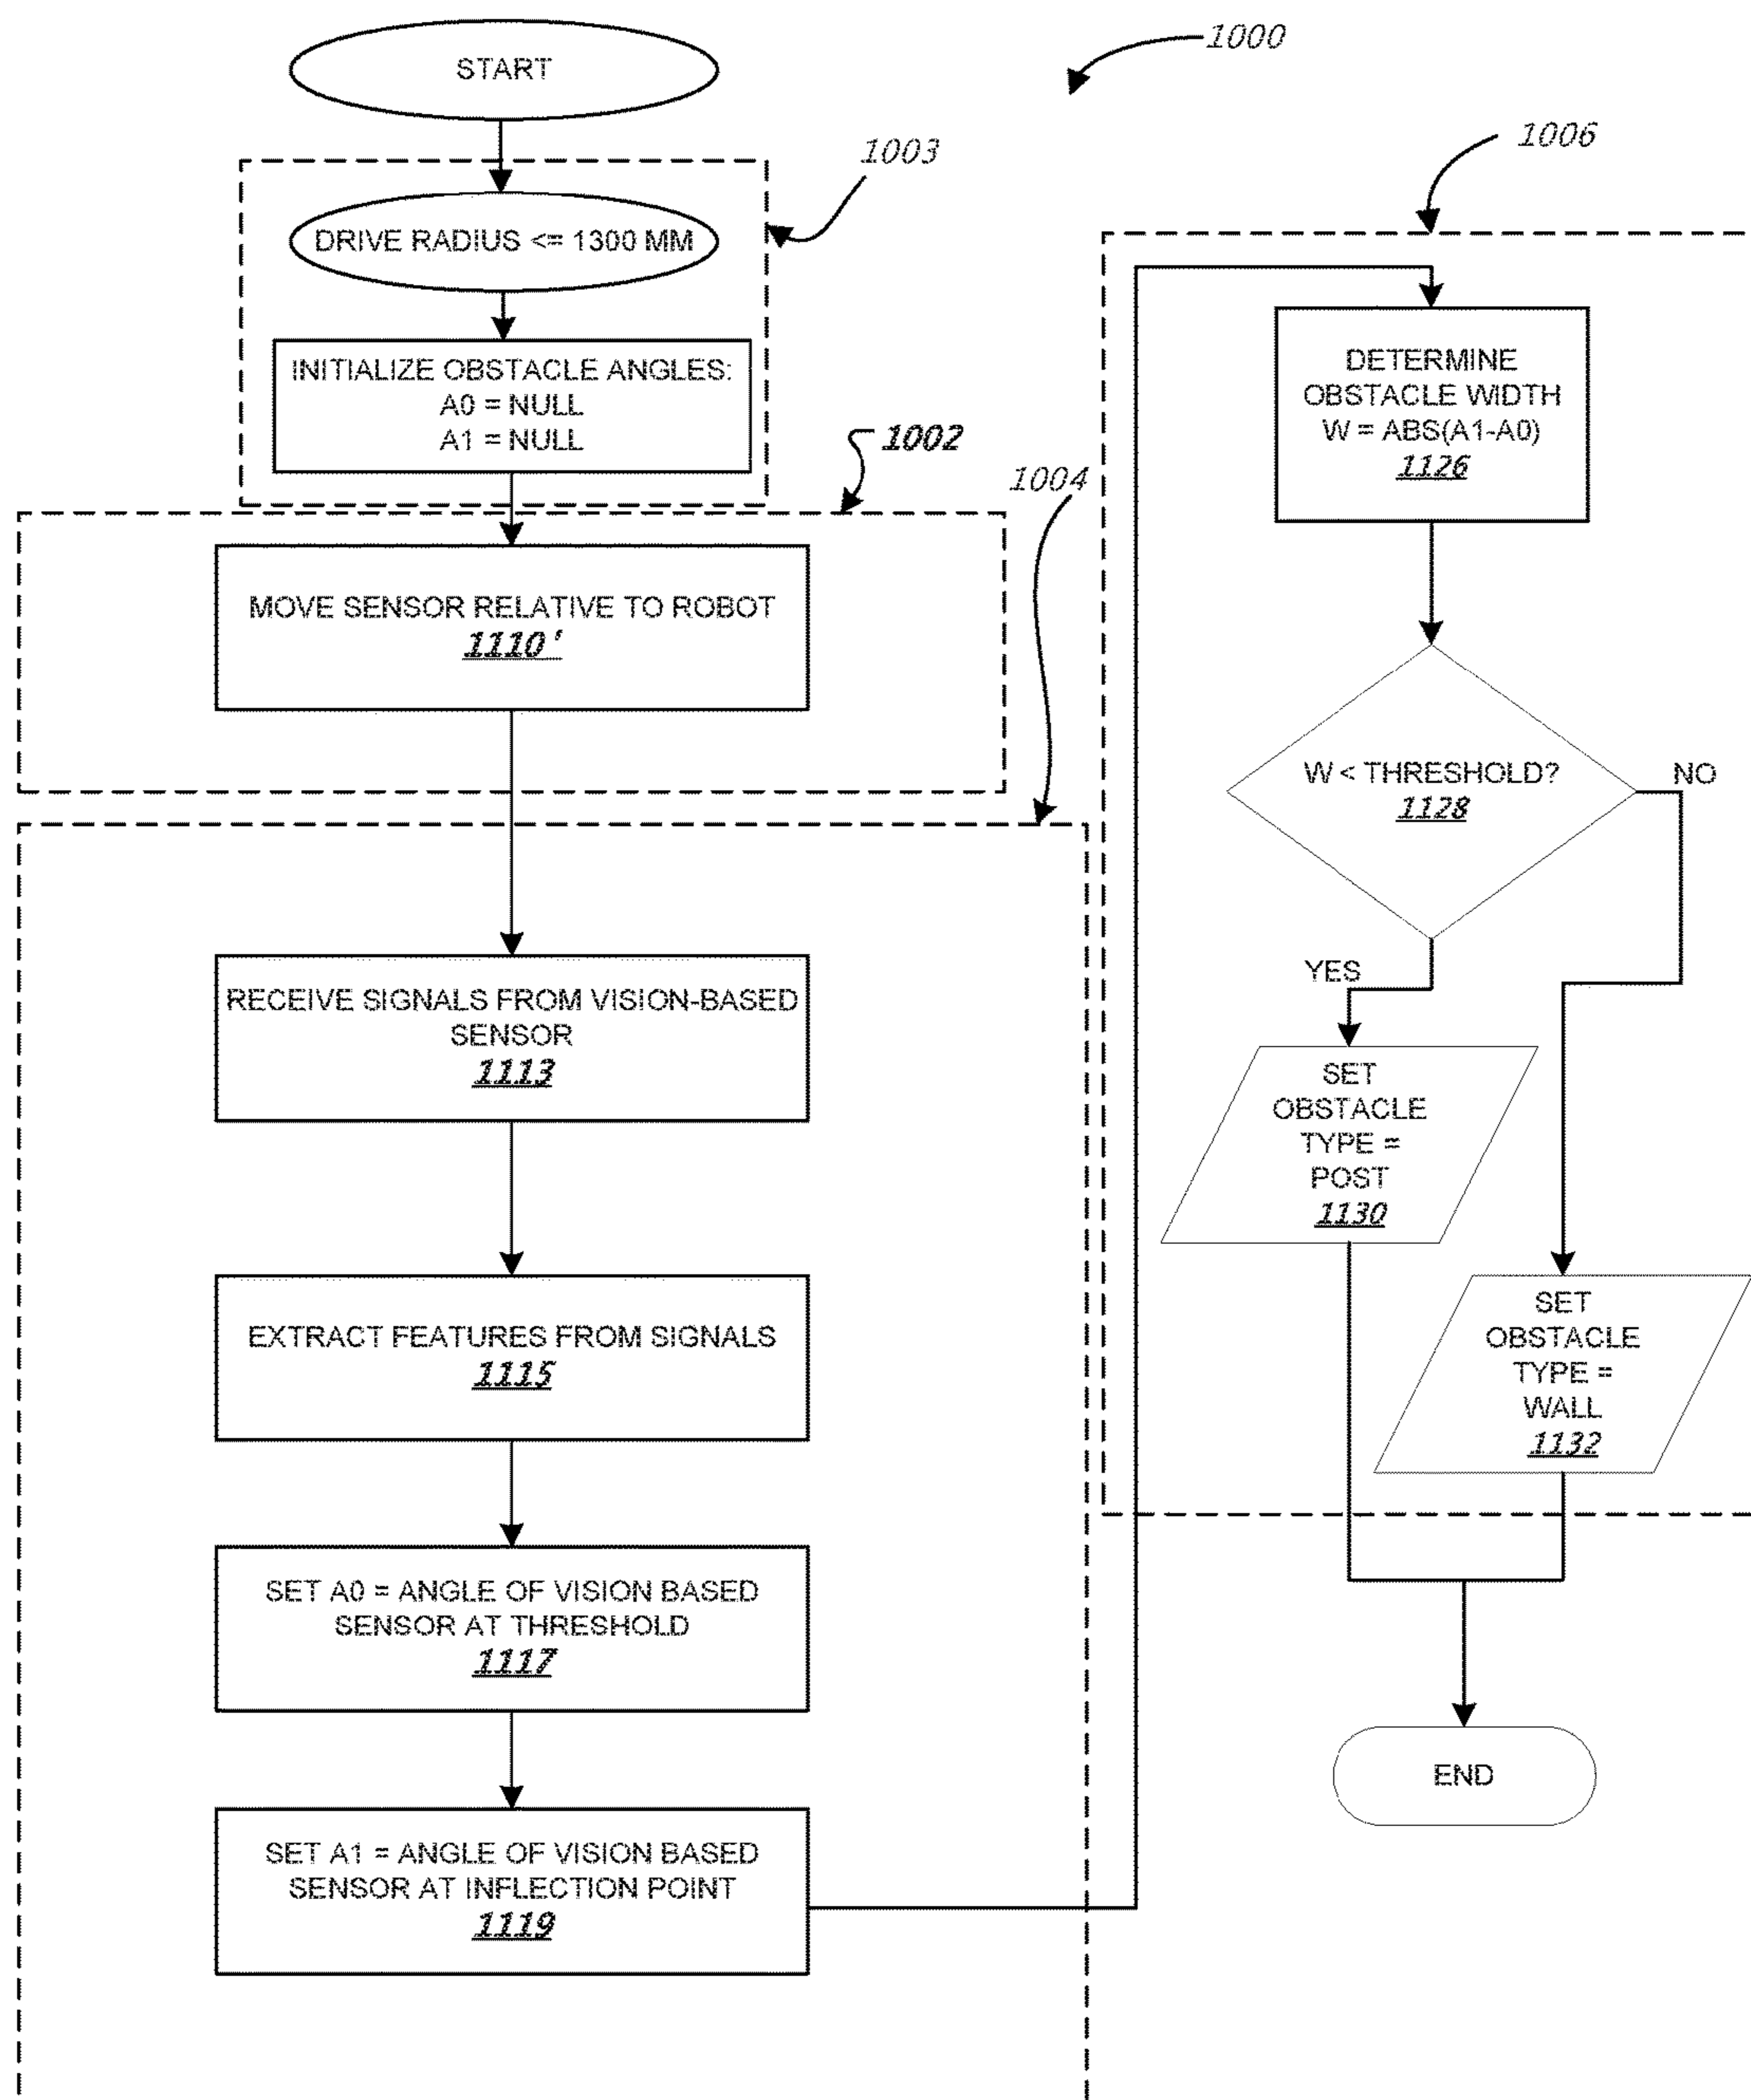 1000
START
1003
DRIVE RADIUS <= 1300 MM
INITIALIZE OBSTACLE ANGLES:
A0 = NULL
A1 = NULL
1002
MOVE SENSOR RELATIVE TO ROBOT
1110'
1004
RECEIVE SIGNALS FROM VISION-BASED
SENSOR
1113
EXTRACT FEATURES FROM SIGNALS
1115
SET A0 = ANGLE OF VISION BASED
SENSOR AT THRESHOLD
1117
SET A1 = ANGLE OF VISION BASED
SENSOR AT INFLECTION POINT
1119
1006
DETERMINE
OBSTACLE WIDTH
W = ABS(A1-A0)
1126
W < THRESHOLD?
1128
NO
YES
SET
OBSTACLE
TYPE =
POST
1130
SET
OBSTACLE
TYPE =
WALL
1132
END